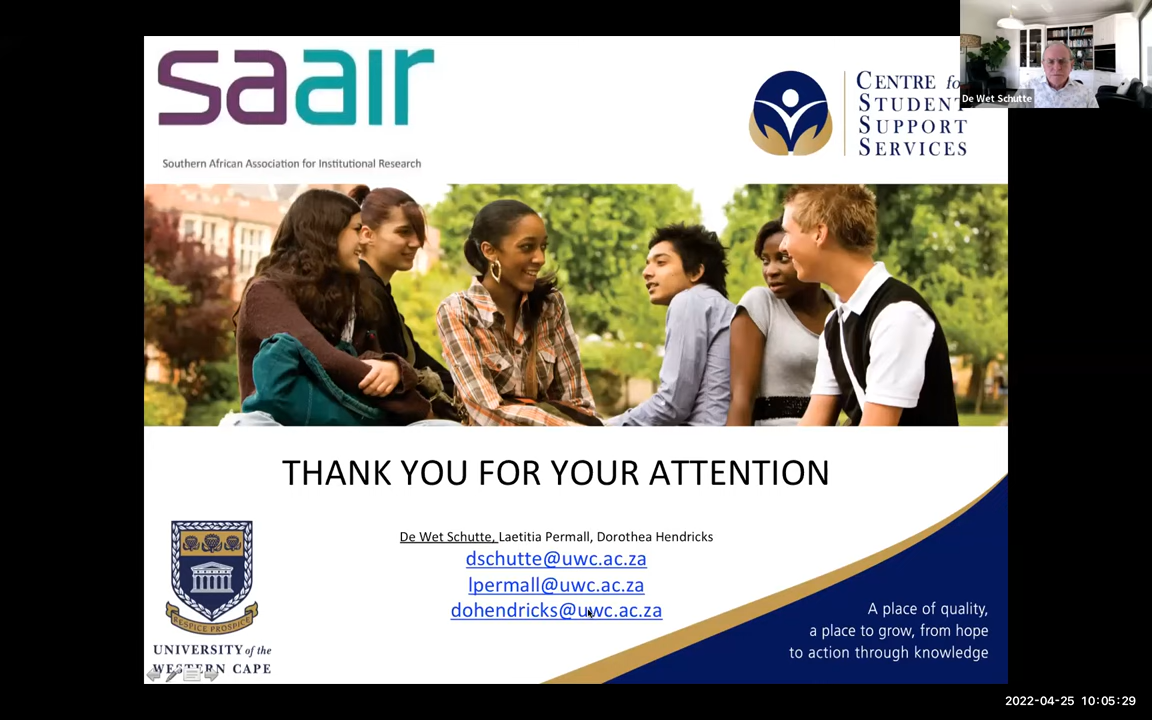 saair
Southern African Association for Institutional Research
CENTRE for
STUDENT
SUPPORT
SERVICES
De Wet Schutte
THANK YOU FOR YOUR ATTENTION
De Wet Schutte, Laetitia Permall, Dorothea Hendricks
dschutte@uwc.ac.za
lpermall@uwc.ac.za
dohendricks@uwc.ac.za
RESPICE PROSPICE
UNIVERSITY of the
WESTERN CAPE
A place of quality,
a place to grow, from hope
to action through knowledge
2022-04-25 10:05:29